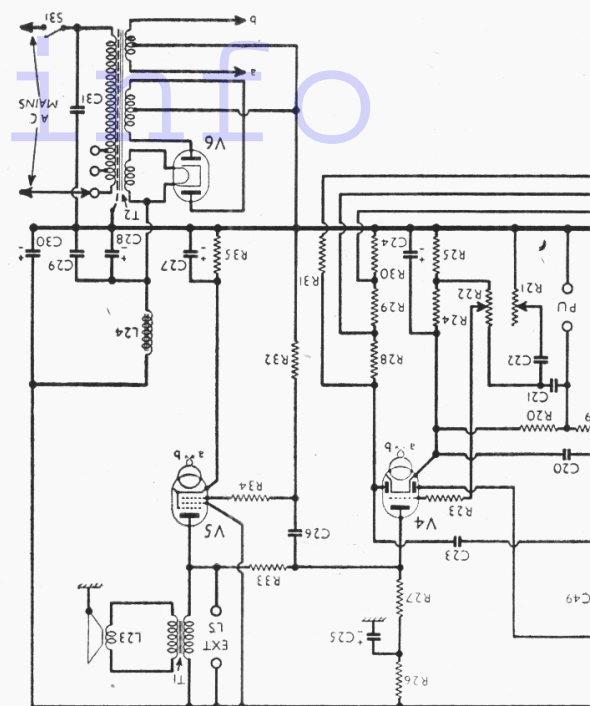 R26
C25
+
EXT
LS
T1
L23
C49
R27
C23
R33
C26
V4
V5
R23
R34
C20
a
b
a
b
R20
9
C21
C22
R28
R32
L24
PU
R21
R22
R24
R29
R25
R30
C24
R31
R35
C27
C28
C29
C30
T2
V6
AC
MAINS
C31
a
b
S31
info